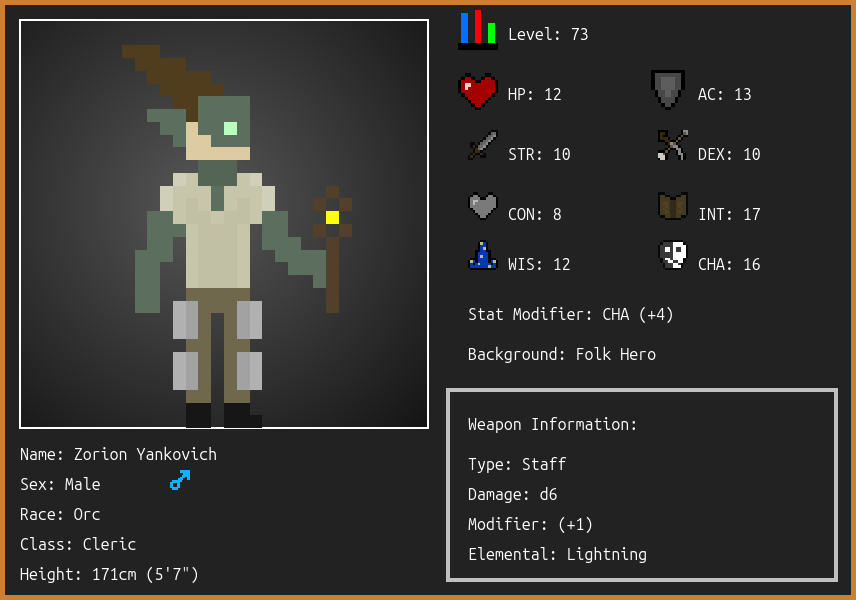 Level: 73
HP: 12
AC: 13
STR: 10
DEX: 10
CON: 8
INT: 17
WIS: 12
CHA: 16
Stat Modifier: CHA (+4)
Background: Folk Hero
Weapon Information:
Type: Staff
Damage: d6
Modifier: (+1)
Elemental: Lightning
Name: Zorion Yankovich
Sex: Male
Race: Orc
Class: Cleric
Height: 171cm (5'7")